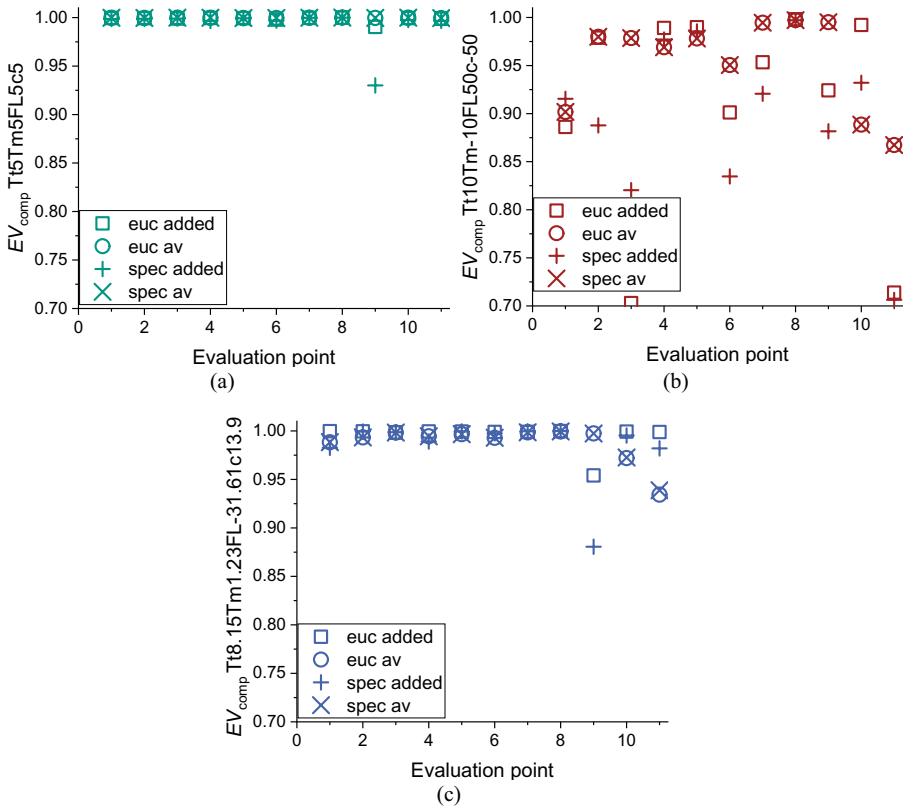 1.00
0.95
0.90
0.85
0.80
0.75
0.70
EVcomp Tt5Tm5FL5c5
euc added
euc av
spec added
spec av
0 2 4 6 8 10
Evaluation point
(a)
1.00
0.95
0.90
0.85
0.80
0.75
0.70
EVcomp Tt10Tm-10FL50c-50
euc added
euc av
spec added
spec av
0 2 4 6 8 10
Evaluation point
(b)
1.00
0.95
0.90
0.85
0.80
0.75
0.70
EVcomp Tt8.15Tm1.23FL-31.61c13.9
euc added
euc av
spec added
spec av
0 2 4 6 8 10
Evaluation point
(c)